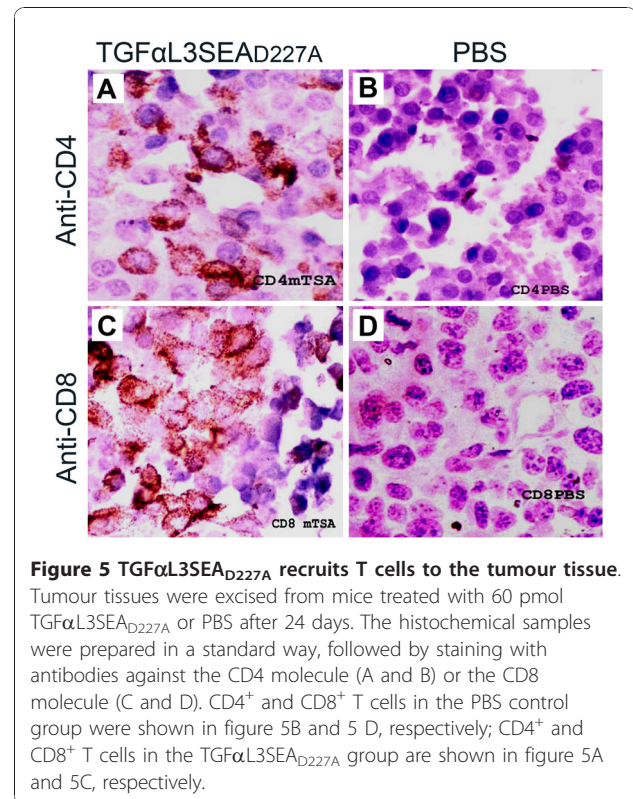 TGFαL3SEAD227A PBS
Anti-CD4
A
CD4mTSA
B
CD4PBS
Anti-CD8
C
CD8 mTSA
D
CD8PBS
Figure 5 TGFαL3SEAD227A recruits T cells to the tumour tissue.
Tumour tissues were excised from mice treated with 60 pmol
TGFαL3SEAD227A or PBS after 24 days. The histochemical samples
were prepared in a standard way, followed by staining with
antibodies against the CD4 molecule (A and B) or the CD8
molecule (C and D). CD4+ and CD8+ T cells in the PBS control
group were shown in figure 5B and 5 D, respectively; CD4+ and
CD8+ T cells in the TGFαL3SEAD227A group are shown in figure 5A
and 5C, respectively.